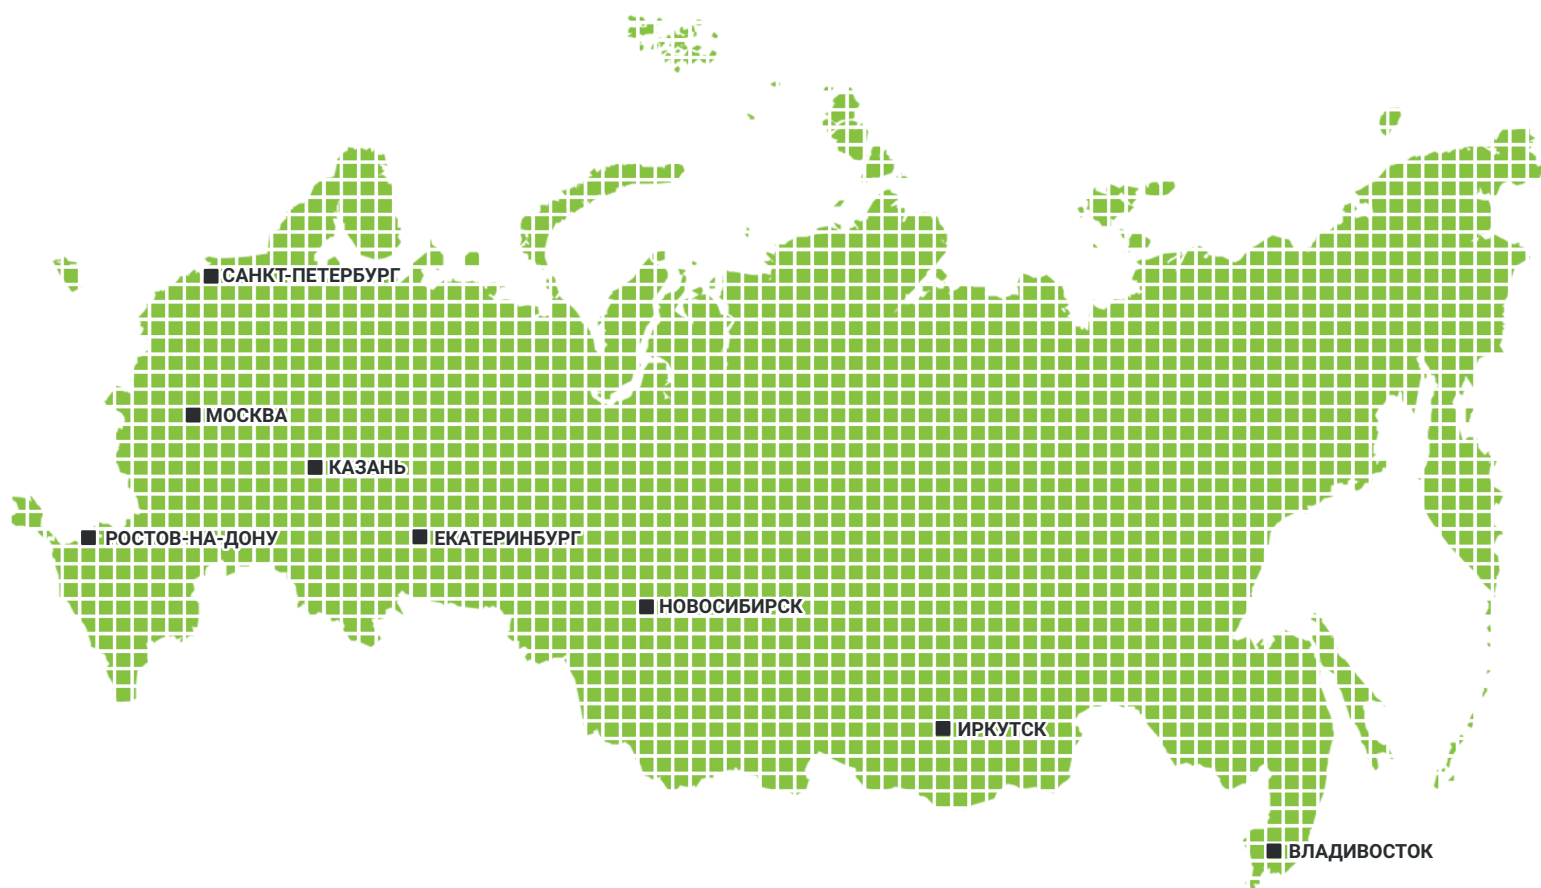 САНКТ-ПЕТЕРБУРГ
МОСКВА
КАЗАНЬ
РОСТОВ-НА-ДОНУ
ЕКАТЕРИНБУРГ
НОВОСИБИРСК
ИРКУТСК
ВЛАДИВОСТОК